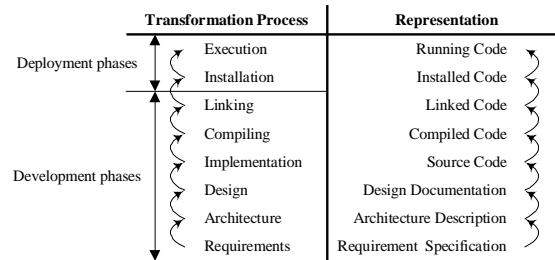 Transformation Process Representation
Execution Running Code
Deployment phases
Installation Installed Code
Linking Linked Code
Compiling Compiled Code
Implementation Source Code
Development phases
Design Design Documentation
Architecture Architecture Description
Requirements Requirement Specification